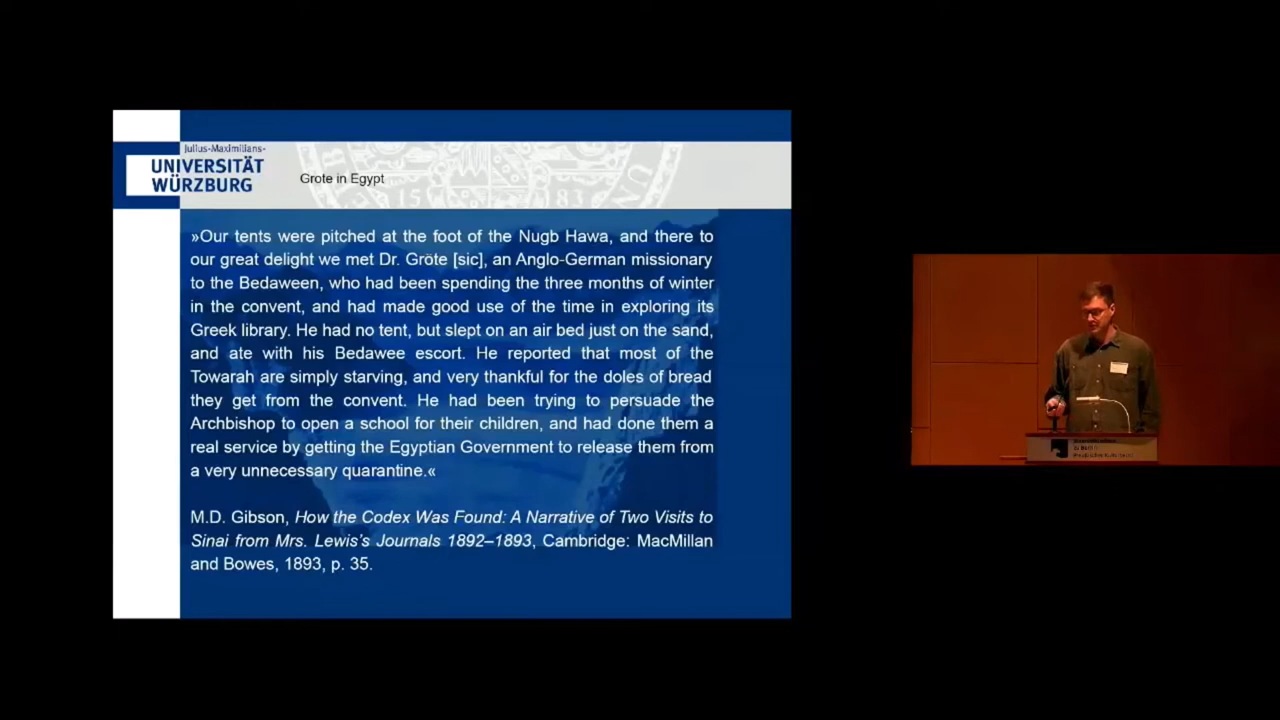 Julius-Maximilians-
UNIVERSITÄT
WÜRZBURG
Grote in Egypt
»Our tents were pitched at the foot of the Nugb Hawa, and there to
our great delight we met Dr. Gröte [sic], an Anglo-German missionary
to the Bedaween, who had been spending the three months of winter
in the convent, and had made good use of the time in exploring its
Greek library. He had no tent, but slept on an air bed just on the sand,
and ate with his Bedawee escort. He reported that most of the
Towarah are simply starving, and very thankful for the doles of bread
they get from the convent. He had been trying to persuade the
Archbishop to open a school for their children, and had done them a
real service by getting the Egyptian Government to release them from
a very unnecessary quarantine.«
M.D. Gibson, How the Codex Was Found: A Narrative of Two Visits to
Sinai from Mrs. Lewis's Journals 1892–1893, Cambridge: MacMillan
and Bowes, 1893, p. 35.